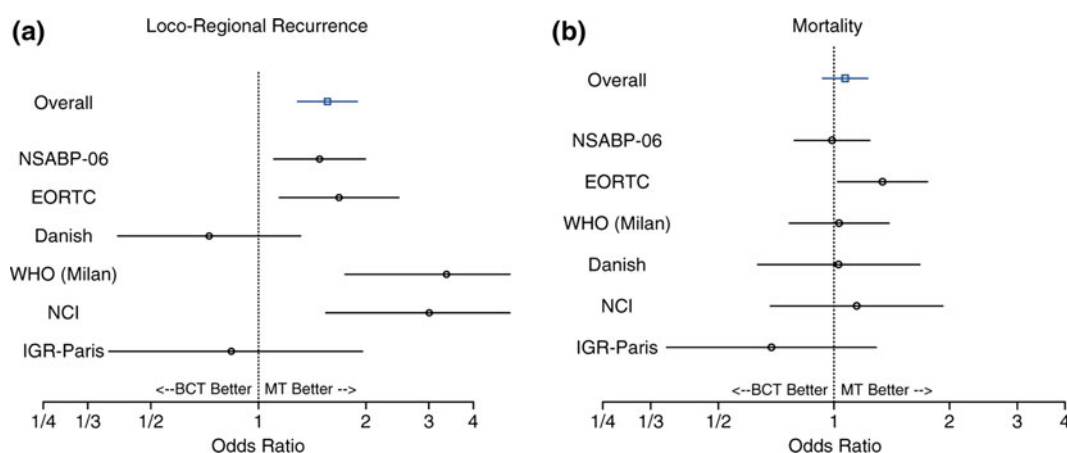 (a)
Loco-Regional Recurrence
Overall
NSABP-06
EORTC
Danish
WHO (Milan)
NCI
IGR-Paris
<--BCT Better MT Better -->
1/4 1/3 1/2 1 2 3 4
Odds Ratio
(b)
Mortality
Overall
NSABP-06
EORTC
WHO (Milan)
Danish
NCI
IGR-Paris
<--BCT Better MT Better -->
1/4 1/3 1/2 1 2 3 4
Odds Ratio